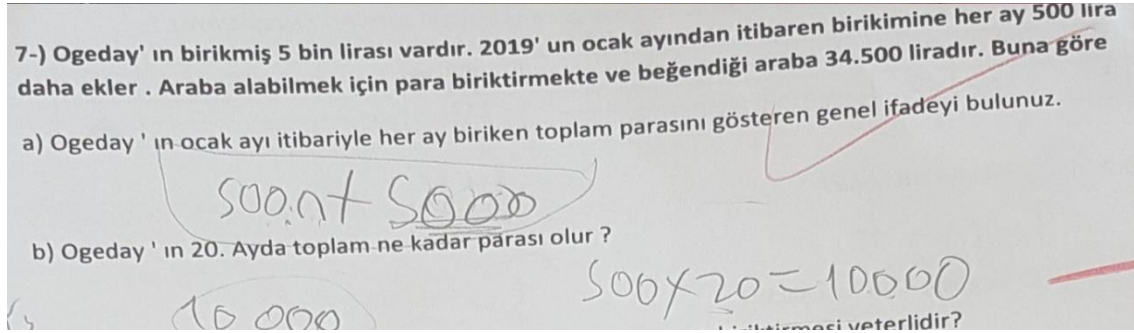 7-) Ogeday' ın birikmiş 5 bin lirası vardır. 2019' un ocak ayından itibaren birikimine her ay 500 lira
daha ekler . Araba alabilmek için para biriktirmekte ve beğendiği araba 34.500 liradır. Buna göre
a) Ogeday ' ın ocak ayı itibariyle her ay biriken toplam parasını gösteren genel ifadeyi bulunuz.
500.n+ 5000
b) Ogeday ' ın 20. Ayda toplam ne kadar parası olur ?
500x20=10000
10 000
yeterlidir?